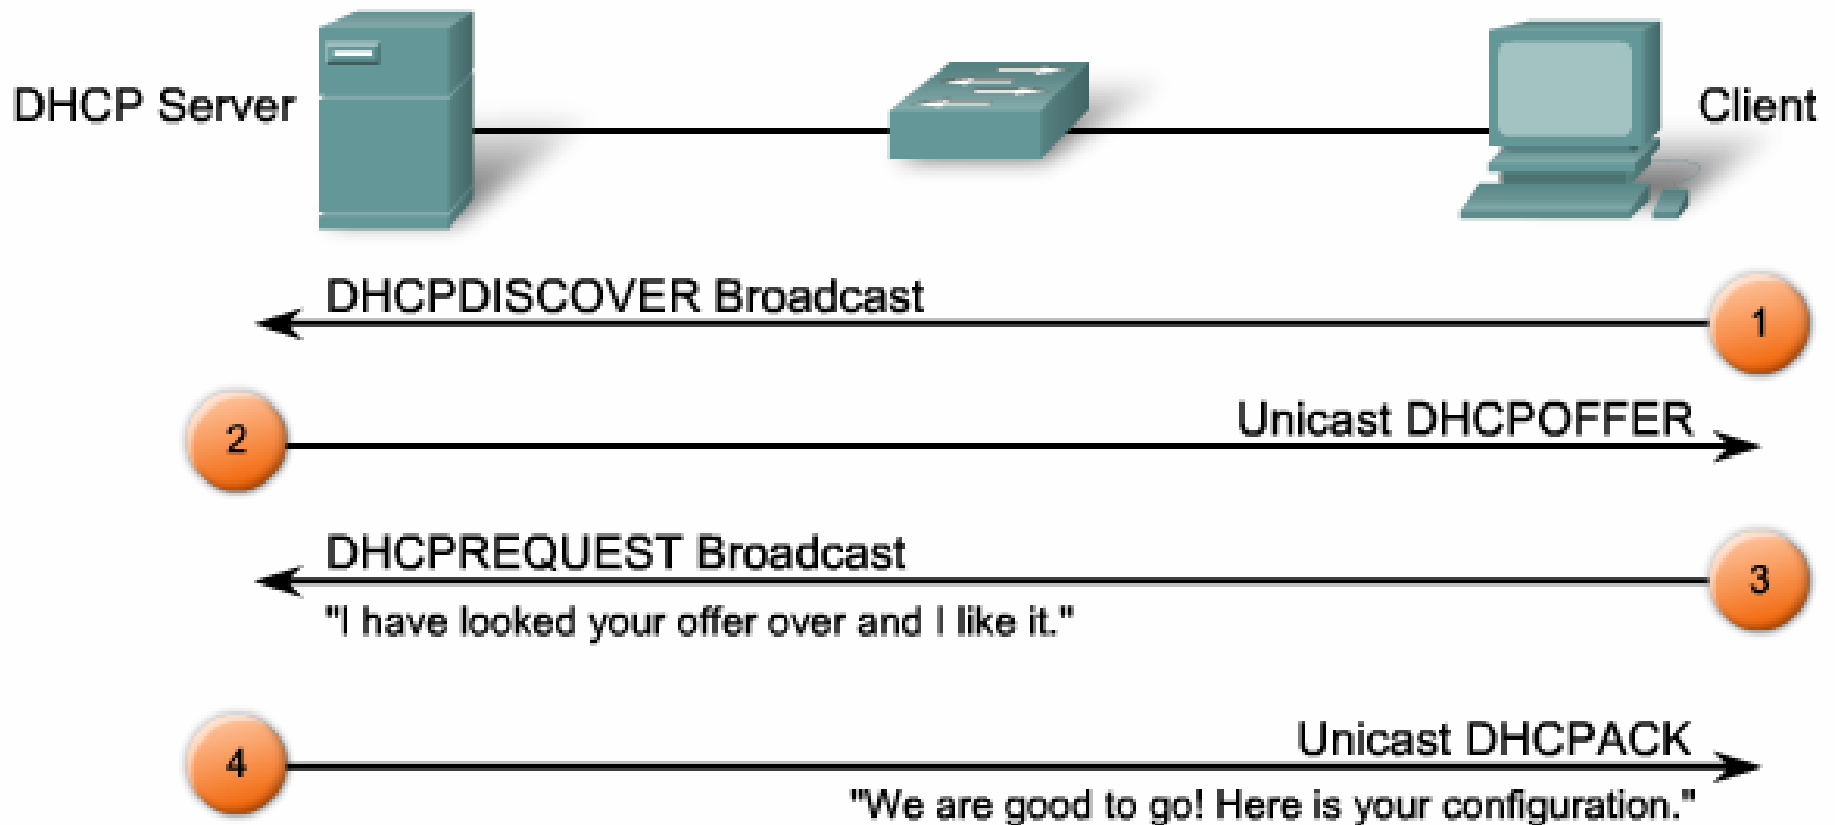 DHCP Server
Client
DHCPDISCOVER Broadcast
1
2
Unicast DHCPOFFER
DHCPREQUEST Broadcast
3
"I have looked your offer over and I like it."
4
Unicast DHCPACK
"We are good to go! Here is your configuration."